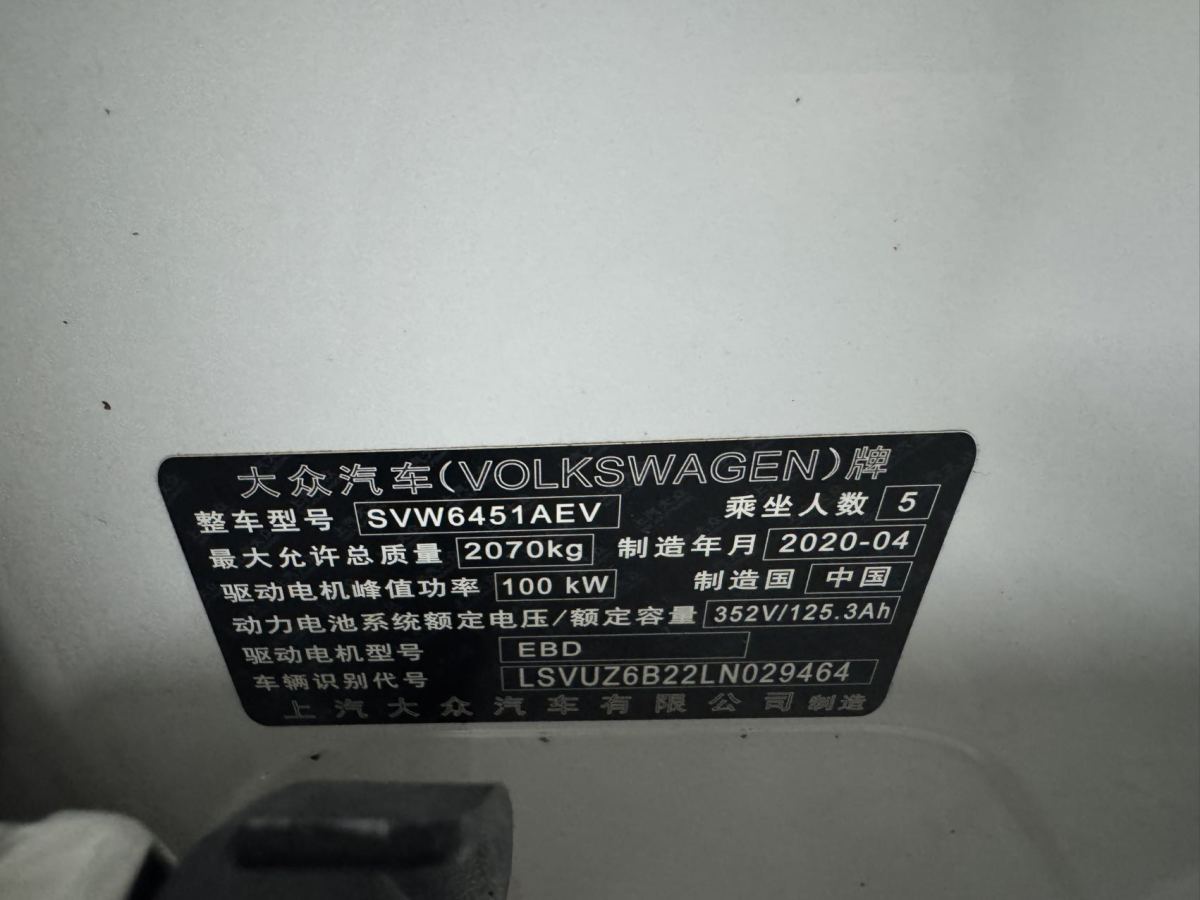 大众汽车(VOLKSWAGEN)牌
整车型号 SVW6451AEV 乘坐人数 5
最大允许总质量 2070kg 制造年月 2020-04
驱动电机峰值功率 100 kW 制造国 中国
动力电池系统额定电压/额定容量 352V/125.3Ah
驱动电机型号 EBD
车辆识别代号 LSVUZ6B22LN029464
上汽大众汽车有限公司 制造